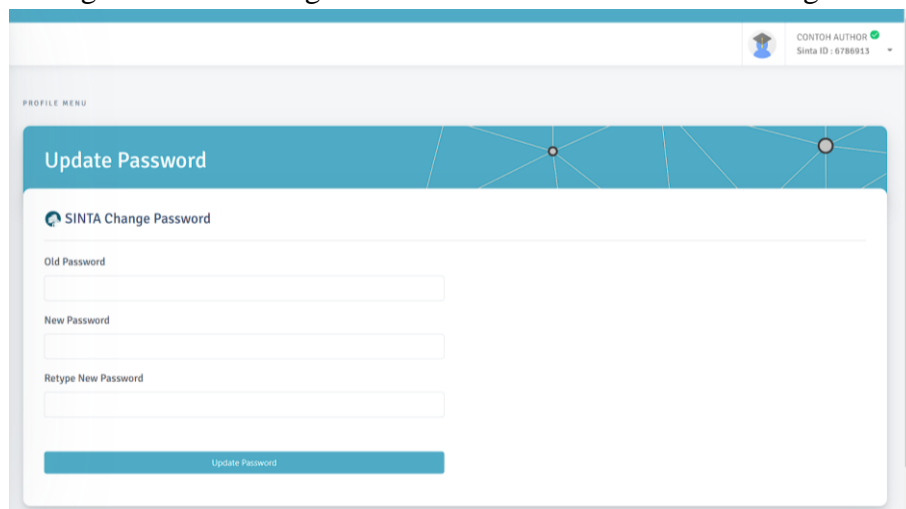 CONTOH AUTHOR
Sinta ID : 6786913
PROFILE MENU
Update Password
SINTA Change Password
Old Password
New Password
Retype New Password
Update Password